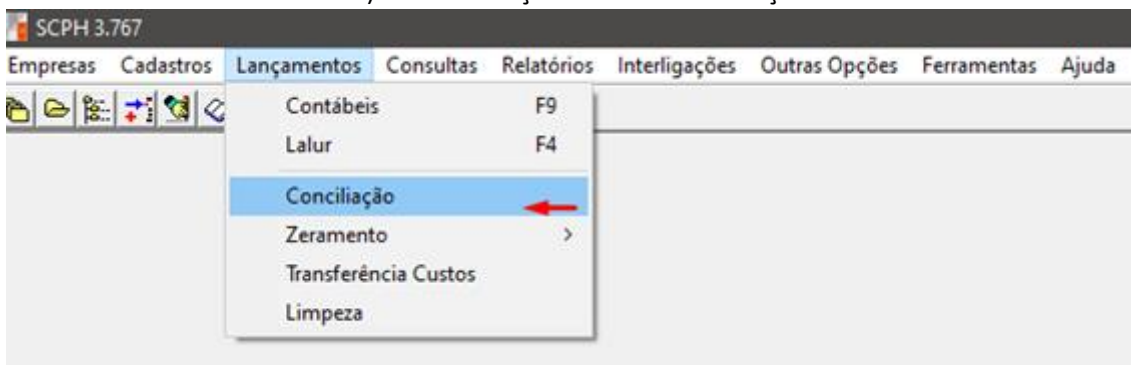 SCPH 3.767
Empresas Cadastros Lançamentos Consultas Relatórios Interligações Outras Opções Ferramentas Ajuda
Contábeis F9
Lalur F4
Conciliação
Zeramento >
Transferência Custos
Limpeza